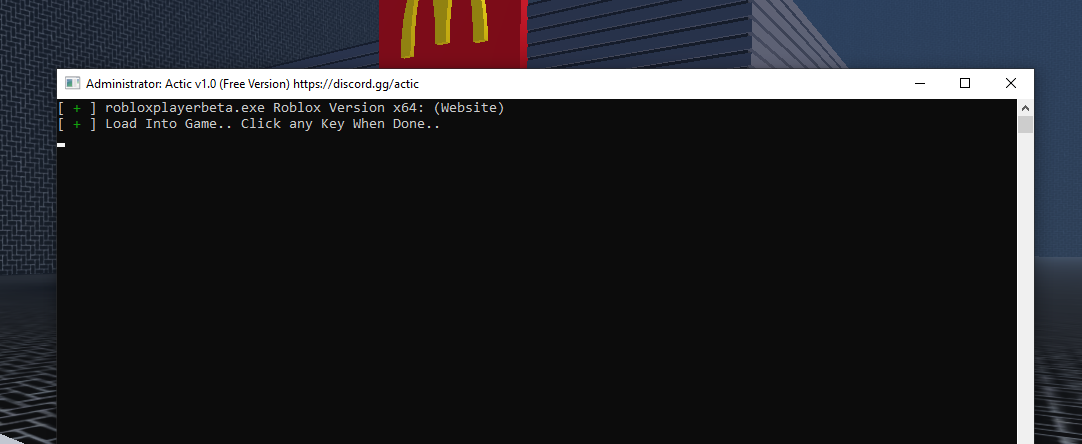 Administrator: Actic v1.0 (Free Version) https://discord.gg/actic
[ + ] robloxplayerbeta.exe Roblox Version x64: (Website)
[ + ] Load Into Game.. Click any Key When Done..